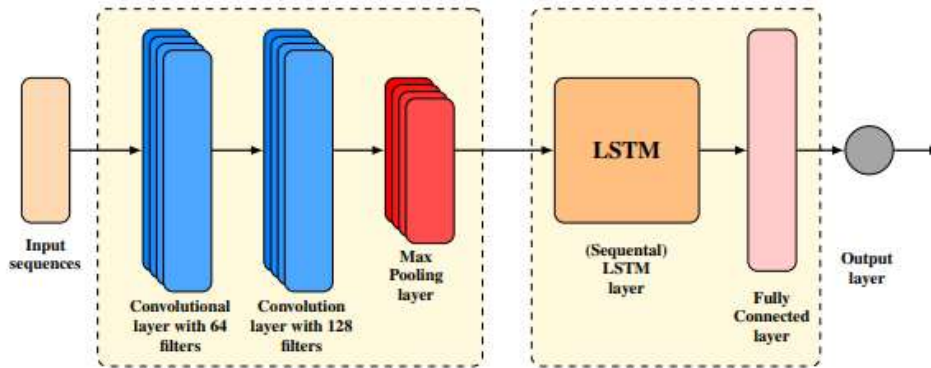 Input
sequences
Convolutional
layer with 64
filters
Convolution
layer with 128
filters
Max
Pooling
layer
LSTM
(Sequental)
LSTM
layer
Fully
Connected
layer
Output
layer